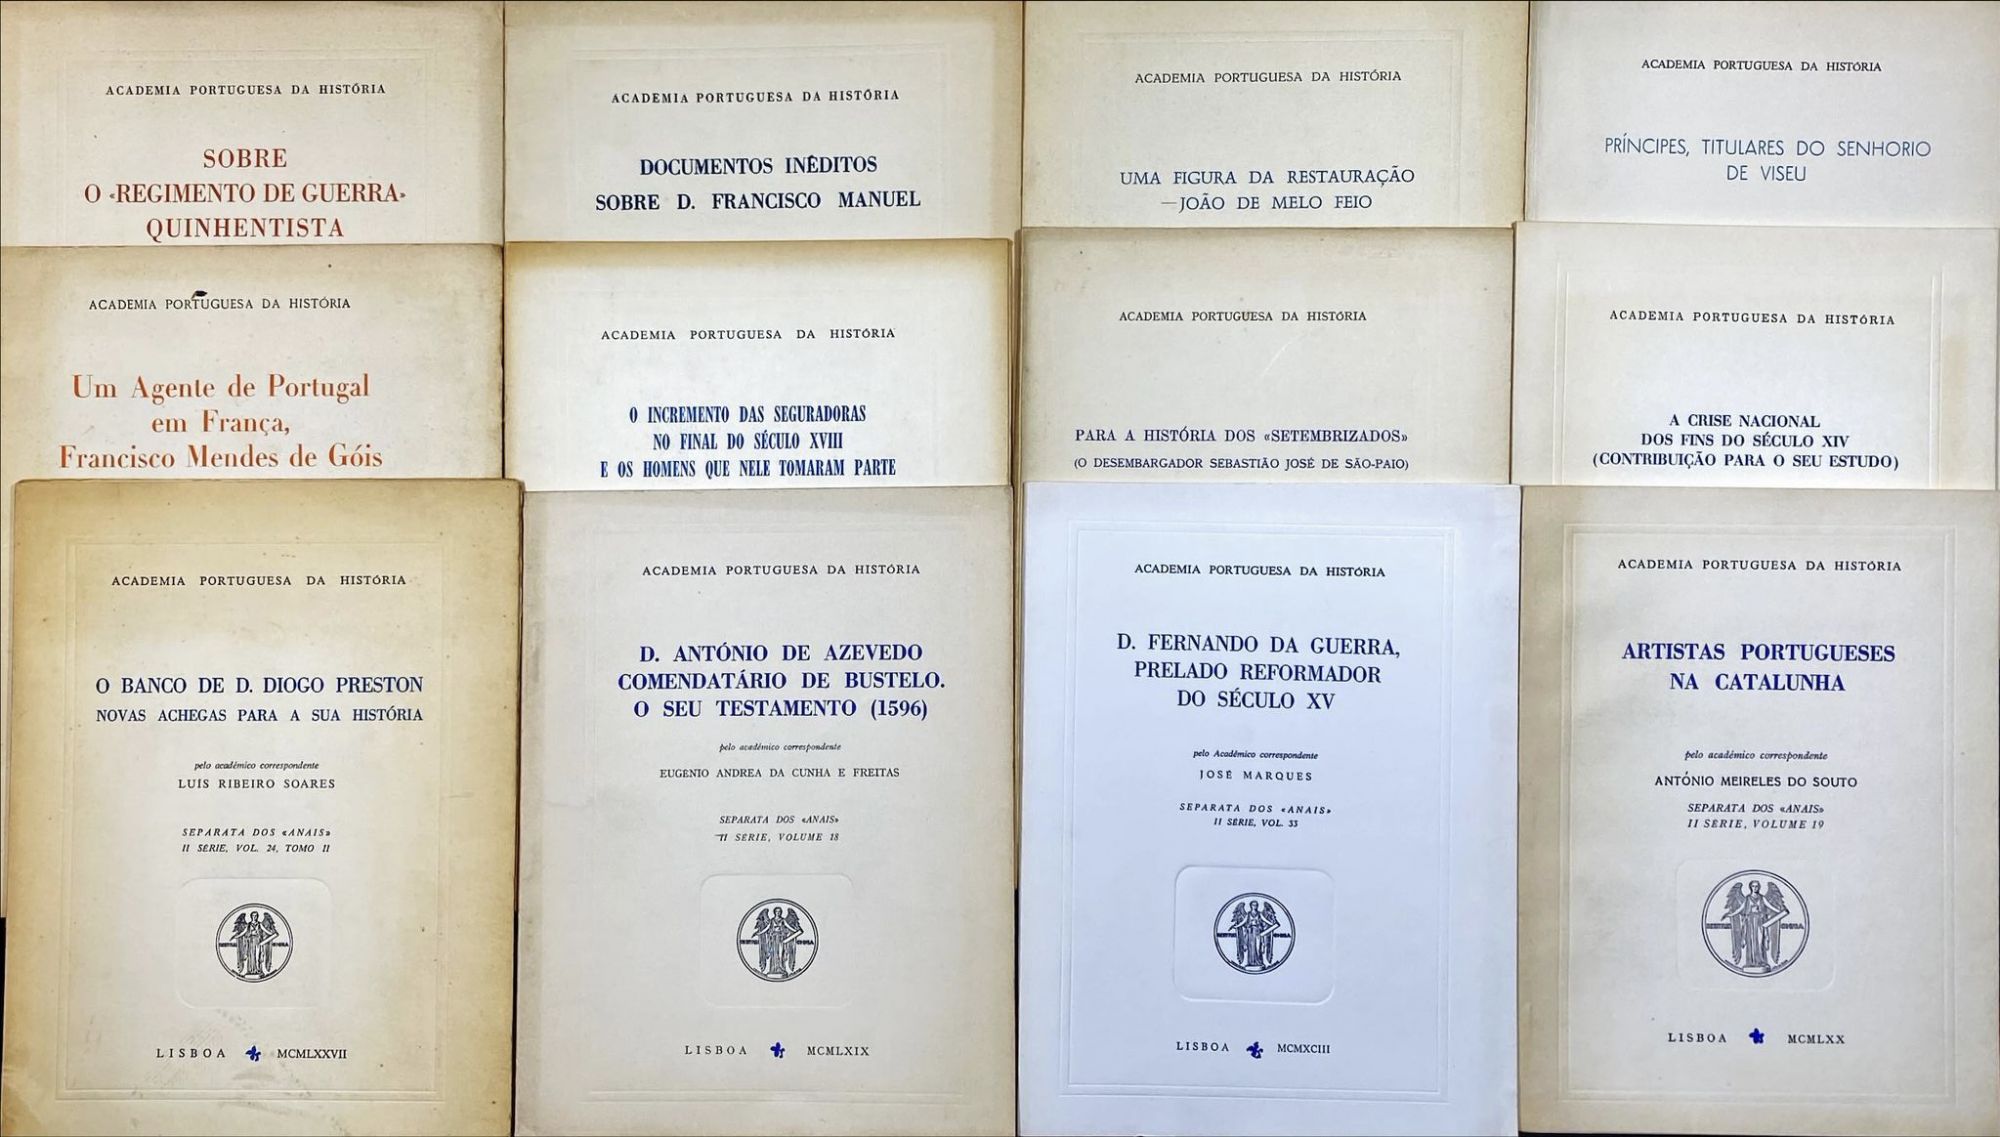 ACADEMIA PORTUGUESA DA HISTÓRIA
SOBRE
O «REGIMENTO DE GUERRA»
QUINHENTISTA
ACADEMIA PORTUGUESA DA HISTÓRIA
DOCUMENTOS INÉDITOS
SOBRE D. FRANCISCO MANUEL
ACADEMIA PORTUGUESA DA HISTÓRIA
UMA FIGURA DA RESTAURAÇÃO
—JOÃO DE MELO FEIO
ACADEMIA PORTUGUESA DA HISTÓRIA
PRÍNCIPES, TITULARES DO SENHORIO
DE VISEU
ACADEMIA PORTUGUESA DA HISTÓRIA
Um Agente de Portugal
em França,
Francisco Mendes de Góis
ACADEMIA PORTUGUESA DA HISTÓRIA
O INCREMENTO DAS SEGURADORAS
NO FINAL DO SÉCULO XVIII
E OS HOMENS QUE NELE TOMARAM PARTE
ACADEMIA PORTUGUESA DA HISTÓRIA
PARA A HISTÓRIA DOS «SETEMBRIZADOS»
(O DESEMBARGADOR SEBASTIÃO JOSÉ DE SÃO-PAIO)
ACADEMIA PORTUGUESA DA HISTÓRIA
A CRISE NACIONAL
DOS FINS DO SÉCULO XIV
(CONTRIBUIÇÃO PARA O SEU ESTUDO)
ACADEMIA PORTUGUESA DA HISTÓRIA
O BANCO DE D. DIOGO PRESTON
NOVAS ACHEGAS PARA A SUA HISTÓRIA
pelo académico correspondente
LUÍS RIBEIRO SOARES
SEPARATA DOS «ANAIS»
II SÉRIE, VOL. 24, TOMO II
LISBOA MCMLXXVII
ACADEMIA PORTUGUESA DA HISTÓRIA
D. ANTÓNIO DE AZEVEDO
COMENDATÁRIO DE BUSTELO.
O SEU TESTAMENTO (1596)
pelo académico correspondente
EUGÉNIO ANDREA DA CUNHA E FREITAS
SEPARATA DOS «ANAIS»
II SÉRIE, VOLUME 18
LISBOA MCMLXIX
ACADEMIA PORTUGUESA DA HISTÓRIA
D. FERNANDO DA GUERRA,
PRELADO REFORMADOR
DO SÉCULO XV
pelo Académico correspondente
JOSÉ MARQUES
SEPARATA DOS «ANAIS»
II SÉRIE, VOL. 33
LISBOA MCMXCIII
ACADEMIA PORTUGUESA DA HISTÓRIA
ARTISTAS PORTUGUESES
NA CATALUNHA
pelo académico correspondente
ANTÓNIO MEIRELES DO SOUTO
SEPARATA DOS «ANAIS»
II SÉRIE, VOLUME 19
LISBOA MCMLXX